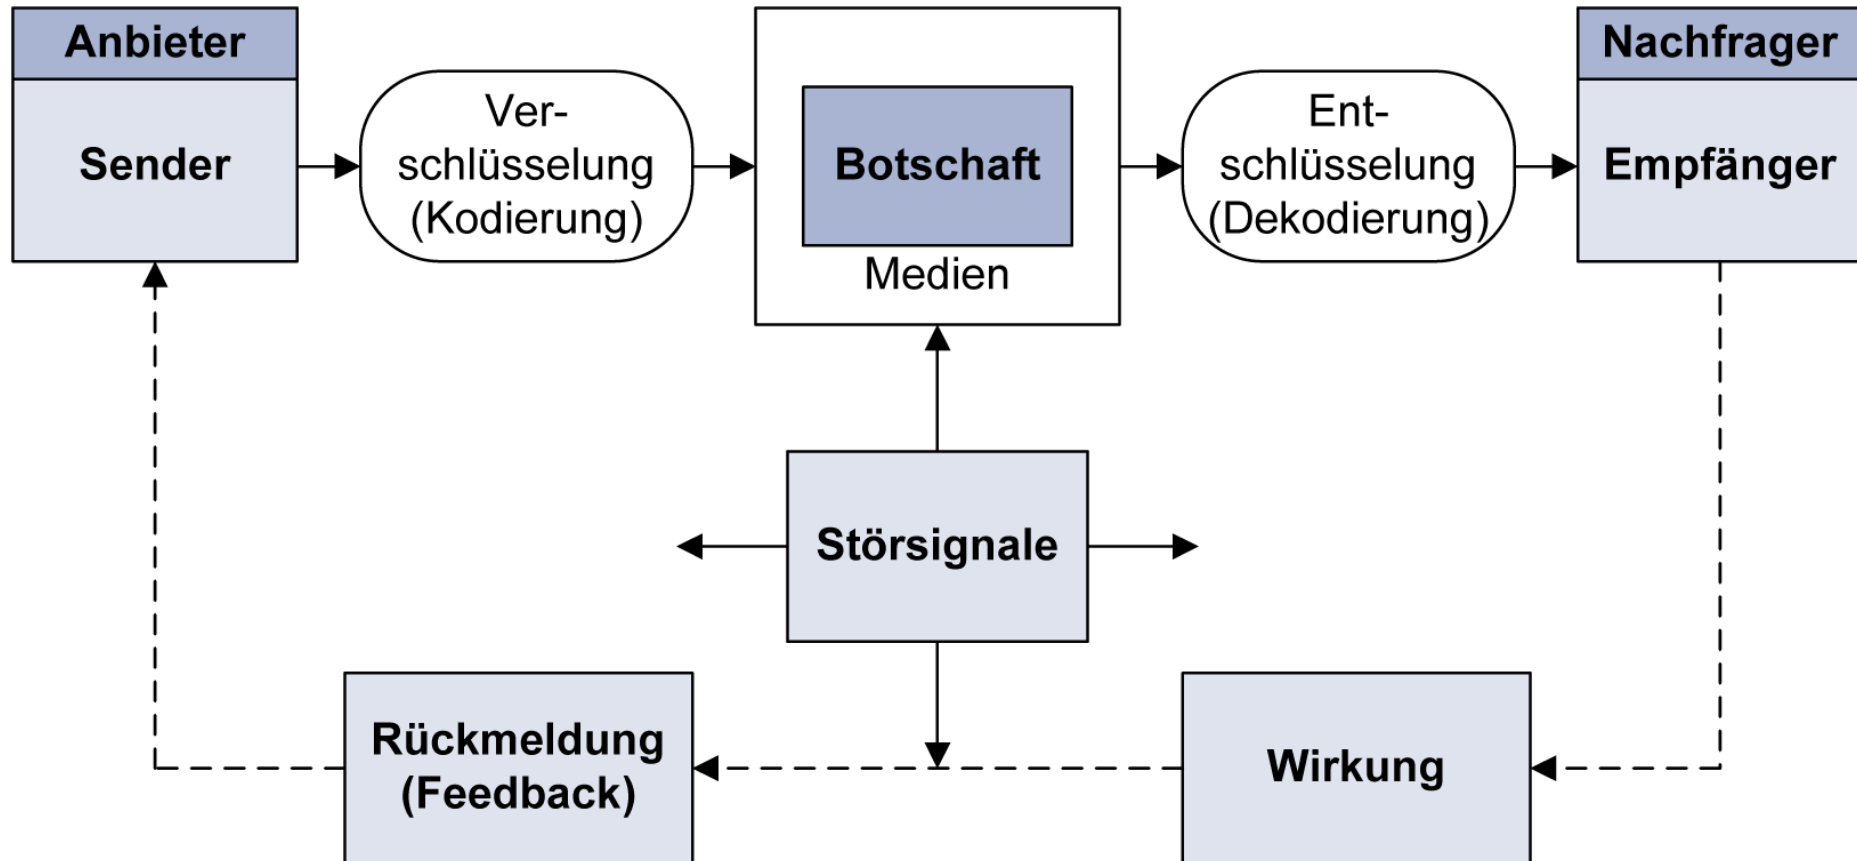 Anbieter
Sender
Ver-
schlüsselung
(Kodierung)
Botschaft
Medien
Ent-
schlüsselung
(Dekodierung)
Nachfrager
Empfänger
Störsignale
Rückmeldung
(Feedback)
Wirkung